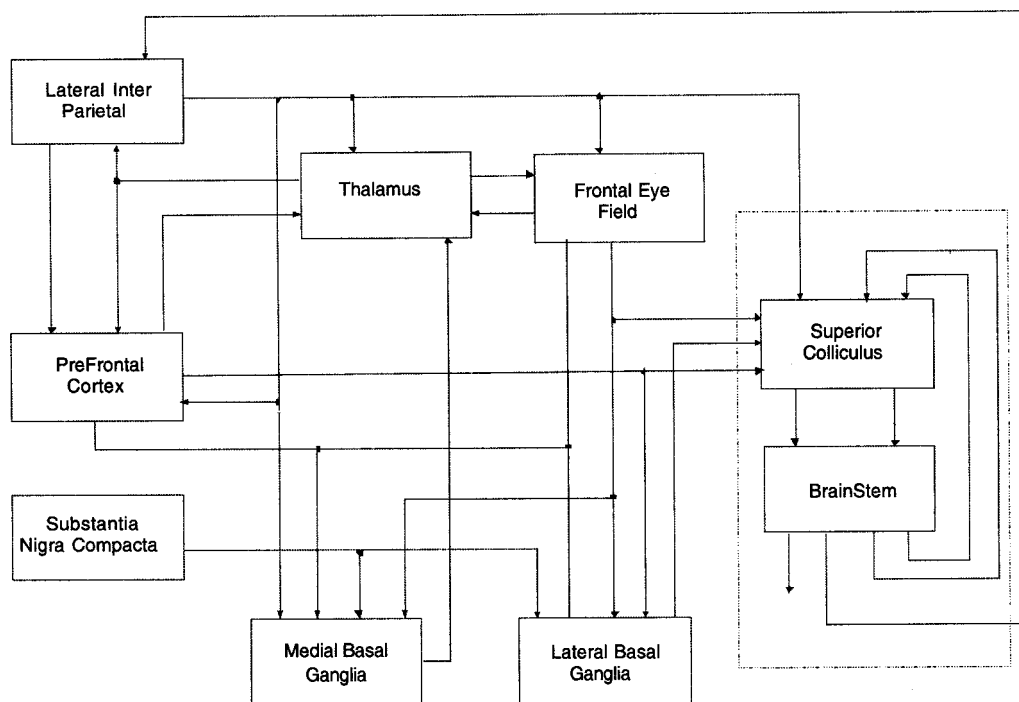 Lateral Inter
Parietal
Thalamus
Frontal Eye
Field
Superior
Colliculus
PreFrontal
Cortex
BrainStem
Substantia
Nigra Compacta
Medial Basal
Ganglia
Lateral Basal
Ganglia